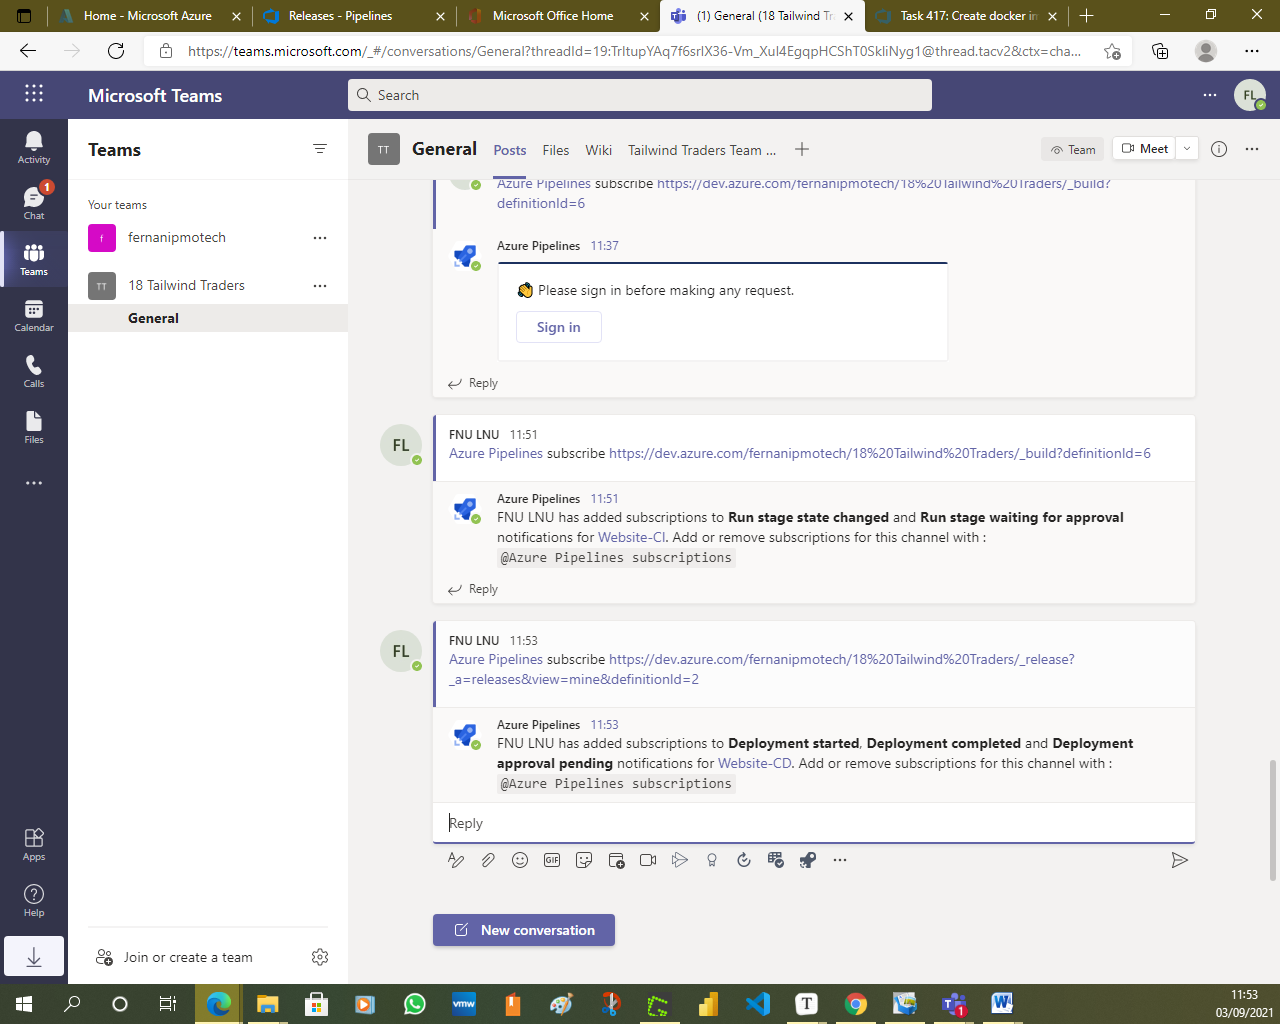 Home - Microsoft Azure
Releases - Pipelines
Microsoft Office Home
(1) General (18 Tailwind Tr
Task 417: Create docker im
https://teams.microsoft.com/_#/conversations/General?threadId=19:
@thread.tacv2&ctx=cha...
Microsoft Teams
Search
FL
Activity
1
Chat
Teams
Calendar
Calls
Files
Apps
Help
Teams
Your teams
f
fernanipmotech
TT
18 Tailwind Traders
General
Join or create a team
TT
General
Posts
Files
Wiki
Tailwind Traders Team ...
Team
Meet
Azure Pipelines subscribe https://dev.azure.com/fernanipmotech/18%20Tailwind%20Traders/_build?
definitionId=6
Azure Pipelines 11:37
👏 Please sign in before making any request.
Sign in
Reply
FL
FNU LNU 11:51
Azure Pipelines subscribe https://dev.azure.com/fernanipmotech/18%20Tailwind%20Traders/_build?definitionId=6
Azure Pipelines 11:51
FNU LNU has added subscriptions to Run stage state changed and Run stage waiting for approval
notifications for Website-CI. Add or remove subscriptions for this channel with :
@Azure Pipelines subscriptions
Reply
FL
FNU LNU 11:53
Azure Pipelines subscribe https://dev.azure.com/fernanipmotech/18%20Tailwind%20Traders/_release?
_a=releases&view=mine&definitionId=2
Azure Pipelines 11:53
FNU LNU has added subscriptions to Deployment started, Deployment completed and Deployment
approval pending notifications for Website-CD. Add or remove subscriptions for this channel with :
@Azure Pipelines subscriptions
Reply
GIF
New conversation
vmw
T
1
11:53
03/09/2021